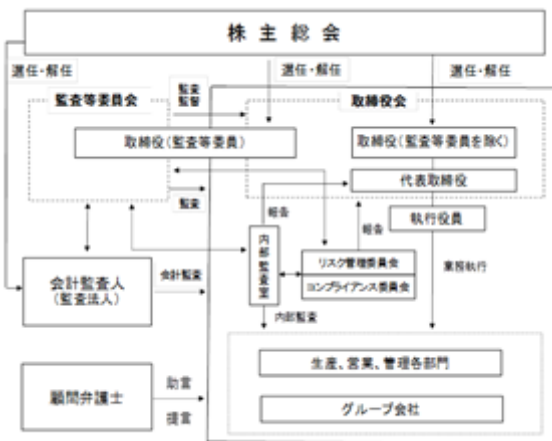 株主総会
選任・解任
選任・解任
選任・解任
監査等委員会
監査
監督
取締役会
取締役(監査等委員)
取締役(監査等委員を除く)
代表取締役
監査
報告
執行役員
内部監査室
報告
リスク管理委員会
コンプライアンス委員会
業務執行
会計監査人
(監査法人)
会計監査
内部監査
生産、営業、管理各部門
顧問弁護士
助言
提言
グループ会社